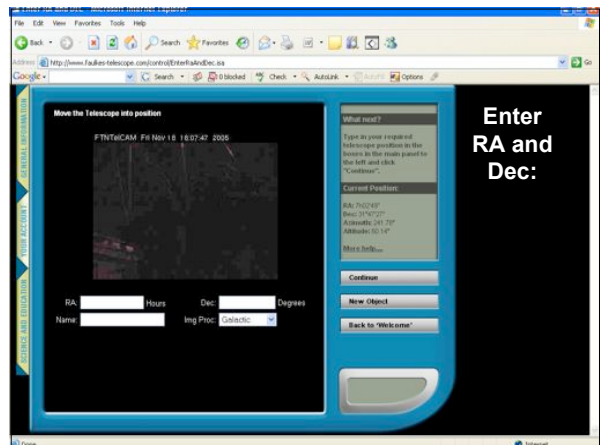 Enter RA and Dec - Microsoft Internet Explorer
File Edit View Favorites Tools Help
Back Search Favorites
Address http://www.faulkes-telescope.com/control/EnterRaAndDec.isa Go
Google Search 0 blocked Check AutoLink AutoFill Options
GENERAL INFORMATION
YOUR ACCOUNT
SCIENCE AND EDUCATION
Move the Telescope into position
FTNTelCAM Fri Nov 18 16:07:47 2005
RA: Hours Dec: Degrees
Name: Img Proc: Galactic
What next?
Type in your required
telescope position in the
boxes in the main panel to
the left and click
"Continue".
Current Position:
RA: 7h02'48"
Dec: 31°47'27"
Azimuth: 241.78°
Altitude: 50.14°
More help...
Continue
New Object
Back to 'Welcome'
Enter
RA and
Dec:
Done Internet